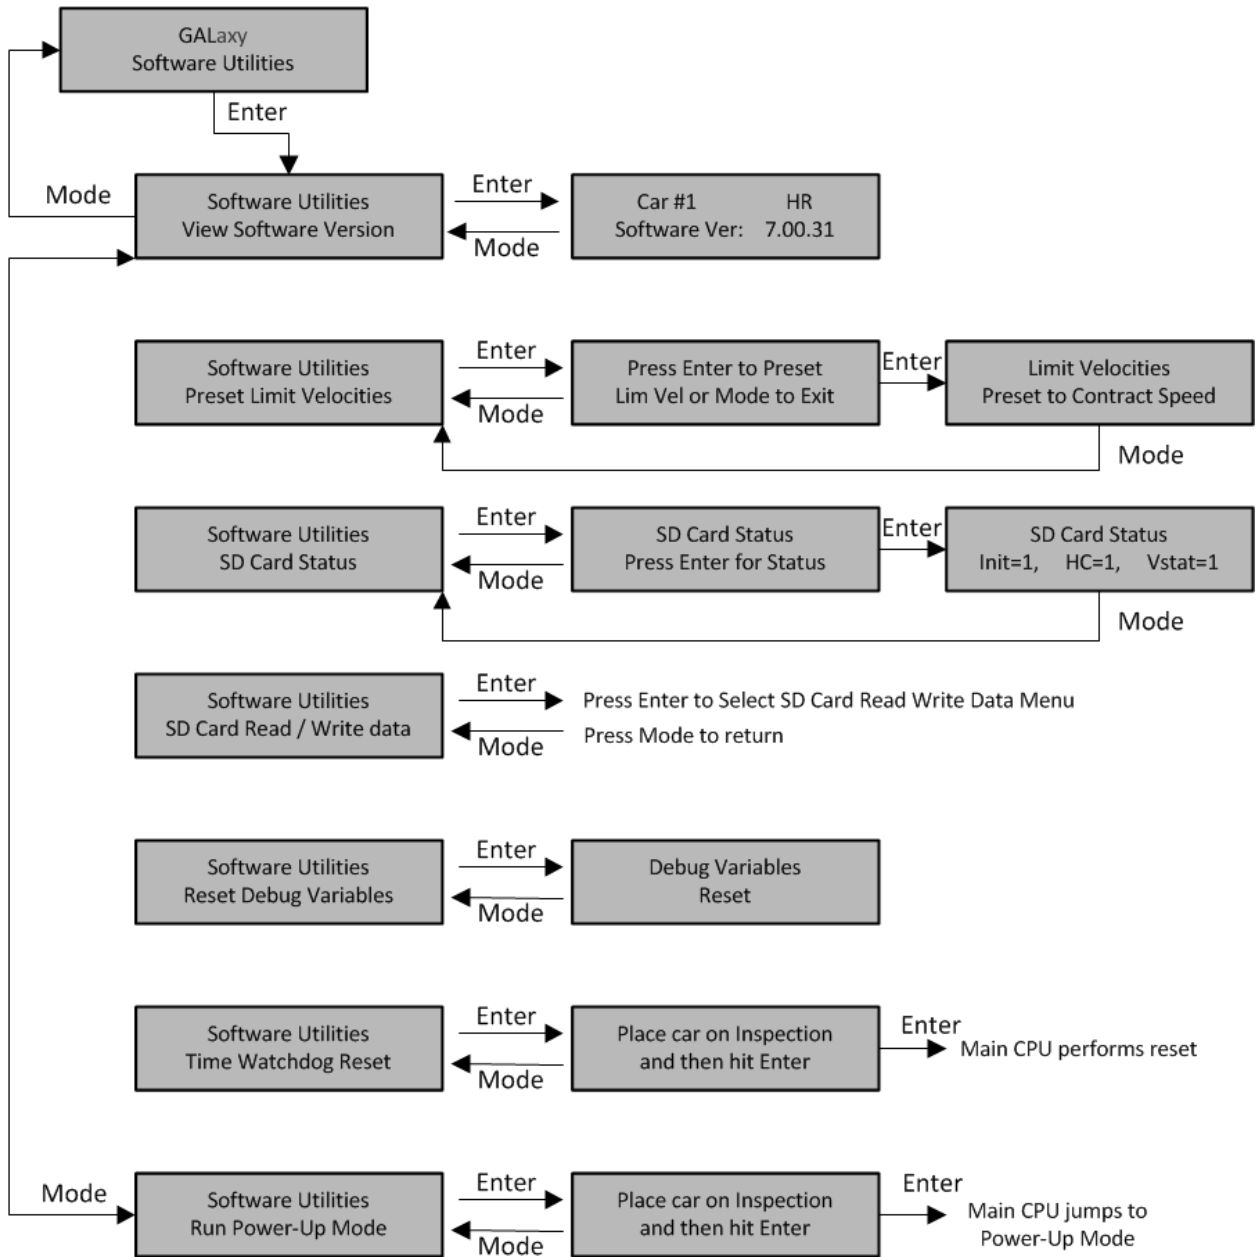 GALaxy
Software Utilities
Enter
Mode
Software Utilities
View Software Version
Enter
Mode
Car #1 HR
Software Ver: 7.00.31
Software Utilities
Preset Limit Velocities
Enter
Mode
Press Enter to Preset
Lim Vel or Mode to Exit
Enter
Limit Velocities
Preset to Contract Speed
Mode
Software Utilities
SD Card Status
Enter
Mode
SD Card Status
Press Enter for Status
Enter
SD Card Status
Init=1, HC=1, Vstat=1
Mode
Software Utilities
SD Card Read / Write data
Enter
Mode
Press Enter to Select SD Card Read Write Data Menu
Press Mode to return
Software Utilities
Reset Debug Variables
Enter
Mode
Debug Variables
Reset
Software Utilities
Time Watchdog Reset
Enter
Mode
Place car on Inspection
and then hit Enter
Enter
Main CPU performs reset
Mode
Software Utilities
Run Power-Up Mode
Enter
Mode
Place car on Inspection
and then hit Enter
Enter
Main CPU jumps to
Power-Up Mode